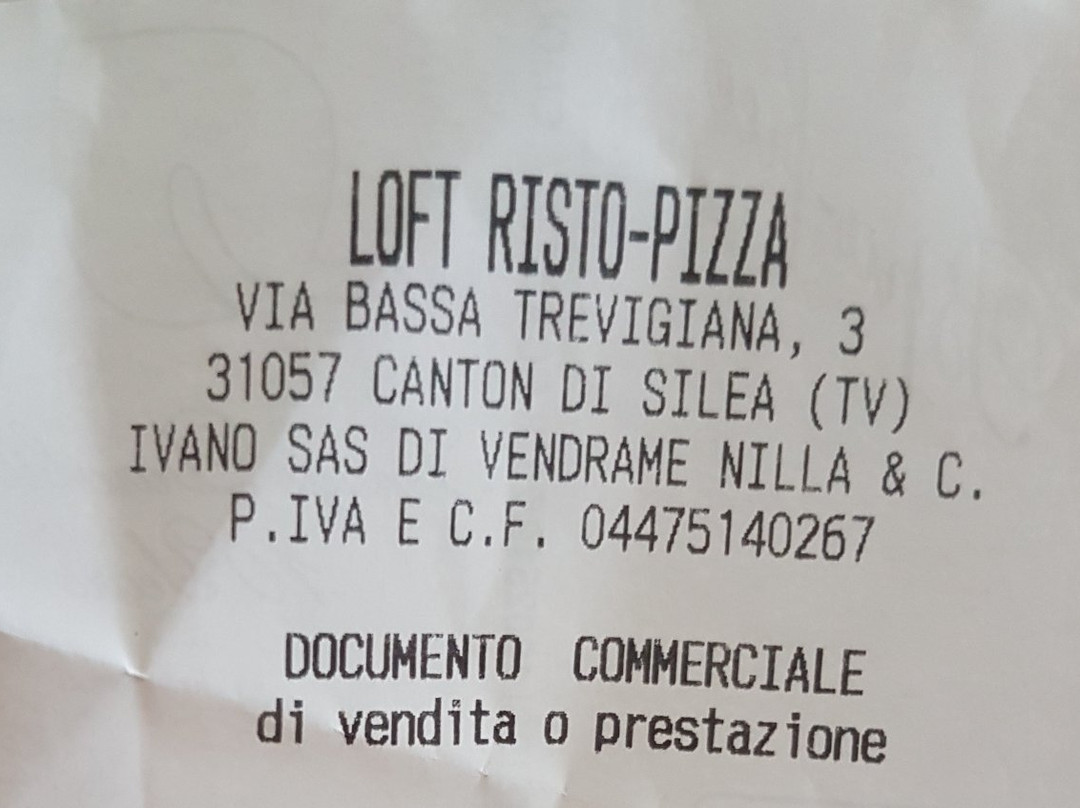 LOFT RISTO-PIZZA
VIA BASSA TREVIGIANA, 3
31057 CANTON DI SILEA (TV)
IVANO SAS DI VENDRAME NILLA & C.
P.IVA E C.F. 04475140267
DOCUMENTO COMMERCIALE
di vendita o prestazione